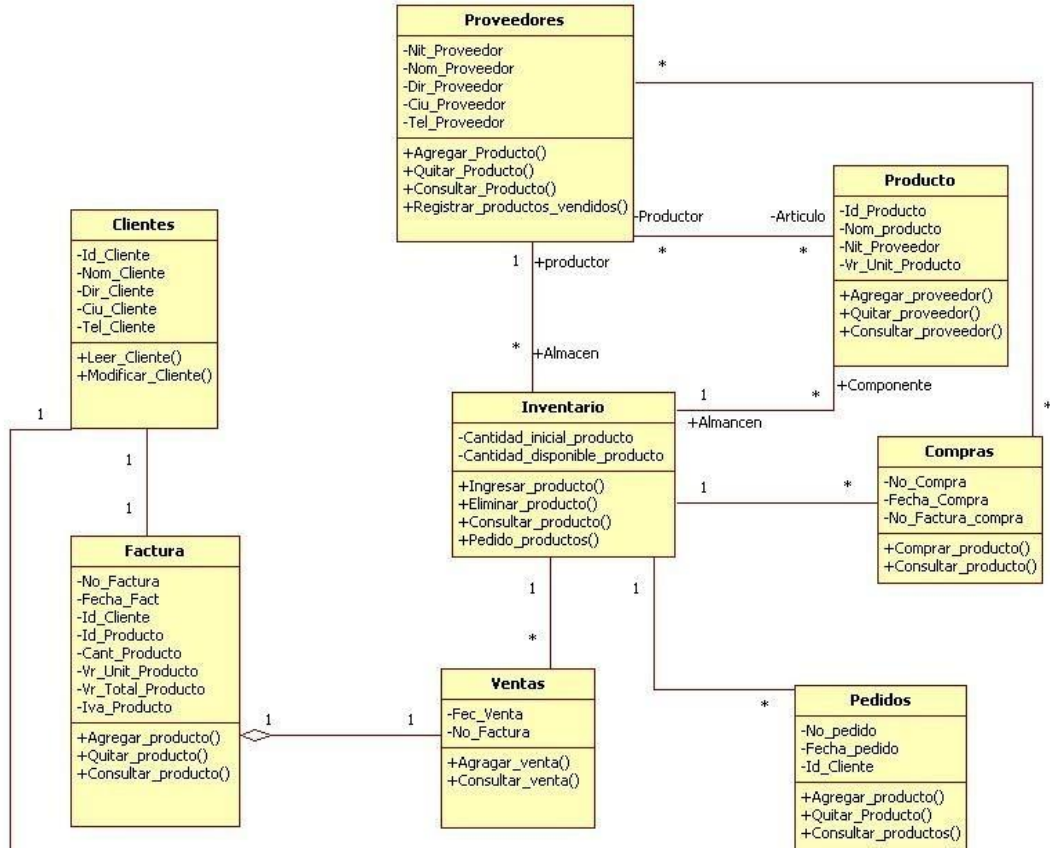 Proveedores
-Nit_Proveedor
-Nom_Proveedor
-Dir_Proveedor
-Ciu_Proveedor
-Tel_Proveedor
+Agregar_Producto()
+Quitar_Producto()
+Consultar_Producto()
+Registrar_productos_vendidos()
*
*
Producto
-Id_Producto
-Nom_producto
-Nit_Proveedor
-Vr_Unit_Producto
+Agregar_proveedor()
+Quitar_proveedor()
+Consultar_proveedor()
-Productor
-Articulo
*
*
1
+productor
*
+Almacen
+Componente
1
*
+Almancen
Clientes
-Id_Cliente
-Nom_Cliente
-Dir_Cliente
-Ciu_Cliente
-Tel_Cliente
+Leer_Cliente()
+Modificar_Cliente()
1
1
1
Inventario
-Cantidad_inicial_producto
-Cantidad_disponible_producto
+Ingresar_producto()
+Eliminar_producto()
+Consultar_producto()
+Pedido_productos()
1
*
Compras
-No_Compra
-Fecha_Compra
-No_Factura_compra
+Comprar_producto()
+Consultar_producto()
Factura
-No_Factura
-Fecha_Fact
-Id_Cliente
-Id_Producto
-Cant_Producto
-Vr_Unit_Producto
-Vr_Total_Producto
-Iva_Producto
+Agregar_producto()
+Quitar_producto()
+Consultar_producto()
1
1
1
*
1
*
Ventas
-Fec_Venta
-No_Factura
+Agragar_venta()
+Consultar_venta()
Pedidos
-No_pedido
-Fecha_pedido
-Id_Cliente
+Agregar_producto()
+Quitar_Producto()
+Consultar_productos()